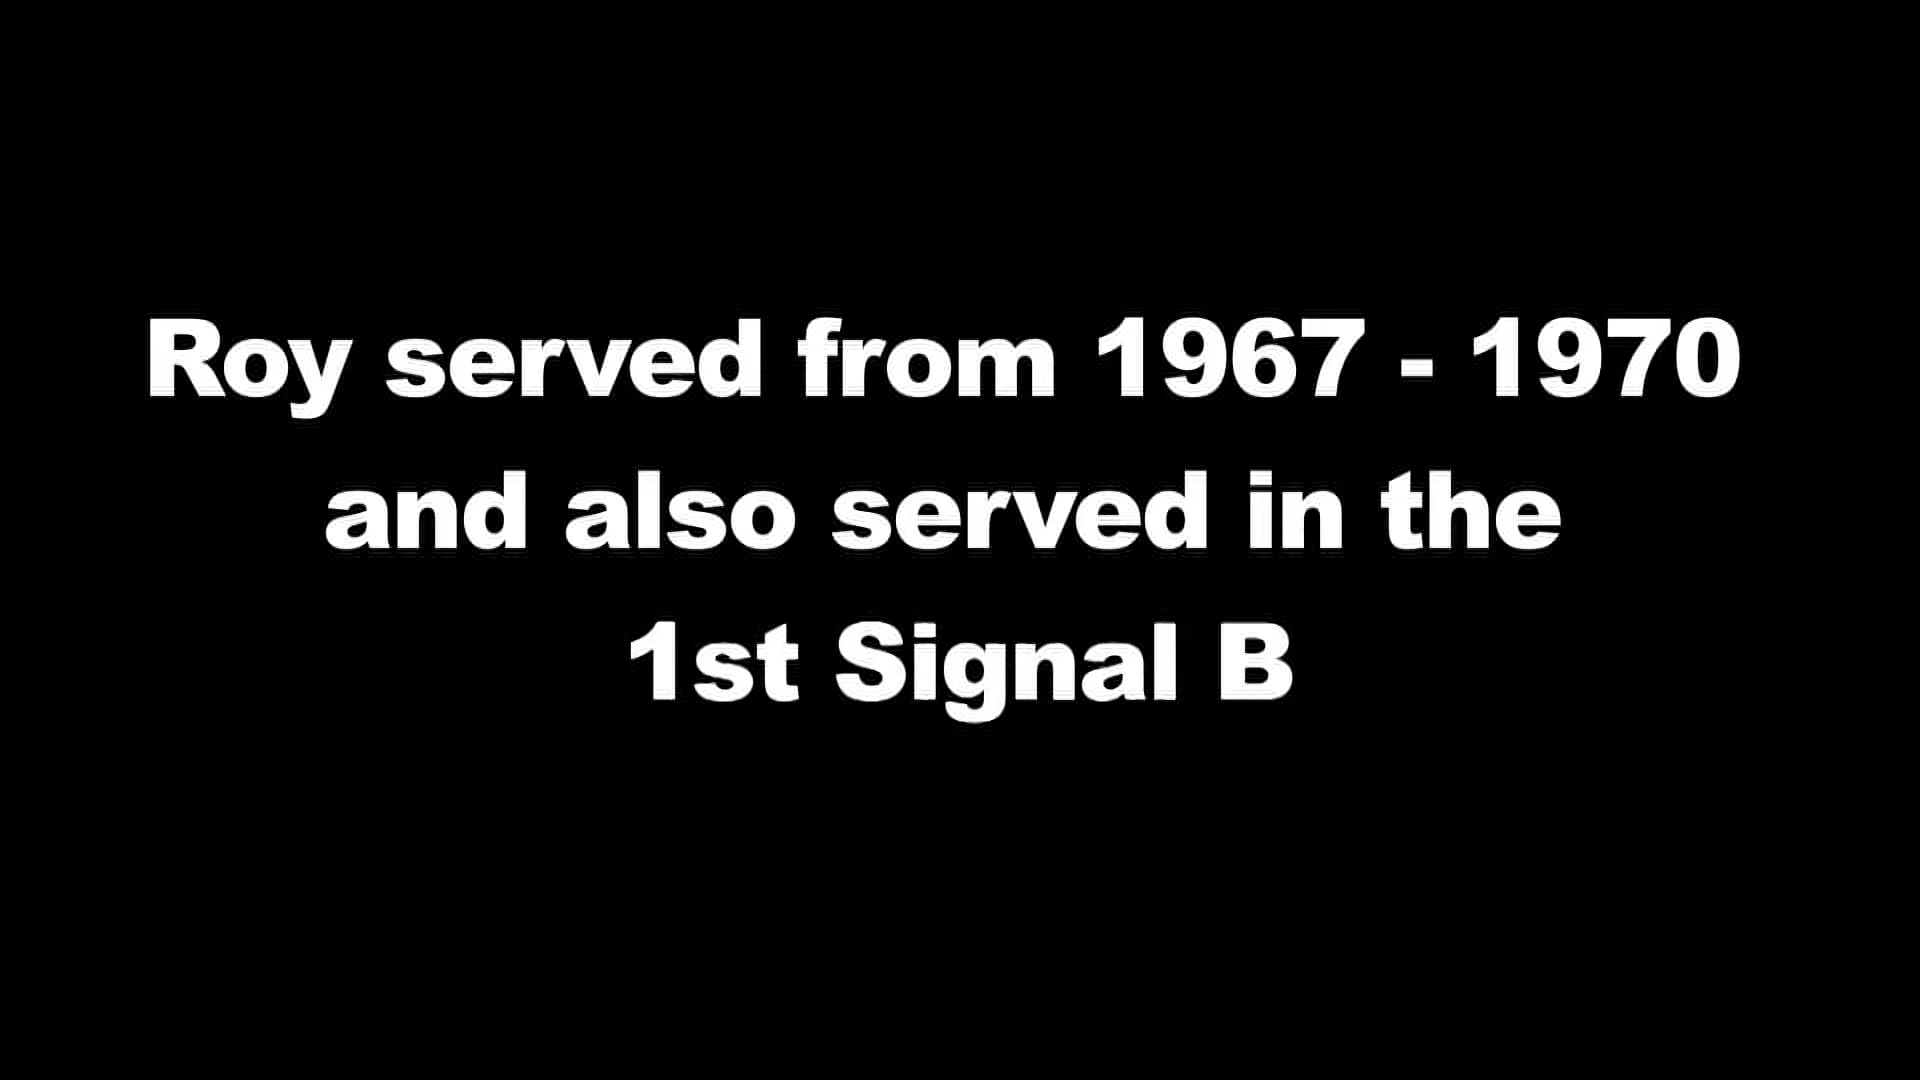 Roy served from 1967 - 1970
and also served in the
1st Signal B